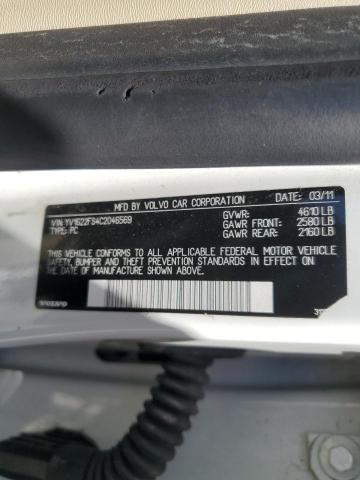 MFD BY VOLVO CAR CORPORATION DATE: 03/11
VIN: YV1622FS4C2046569 GVWR: 4610 LB
TYPE: PC GAWR FRONT: 2580 LB
GAWR REAR: 2160 LB
THIS VEHICLE CONFORMS TO ALL APPLICABLE FEDERAL MOTOR VEHICLE
SAFETY, BUMPER AND THEFT PREVENTION STANDARDS IN EFFECT ON
THE DATE OF MANUFACTURE SHOWN ABOVE